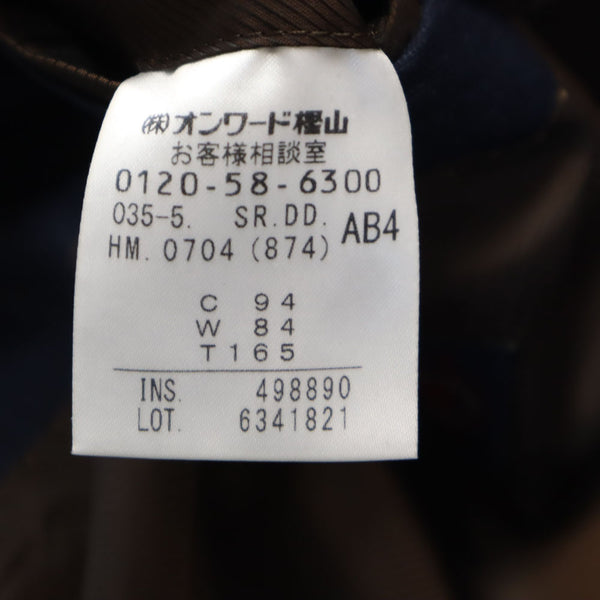 ㈱オンワード樫山
お客様相談室
0120-58-6300
035-5. SR.DD. AB4
HM. 0704 (874)
C 94
W 84
T 165
INS. 498890
LOT. 6341821